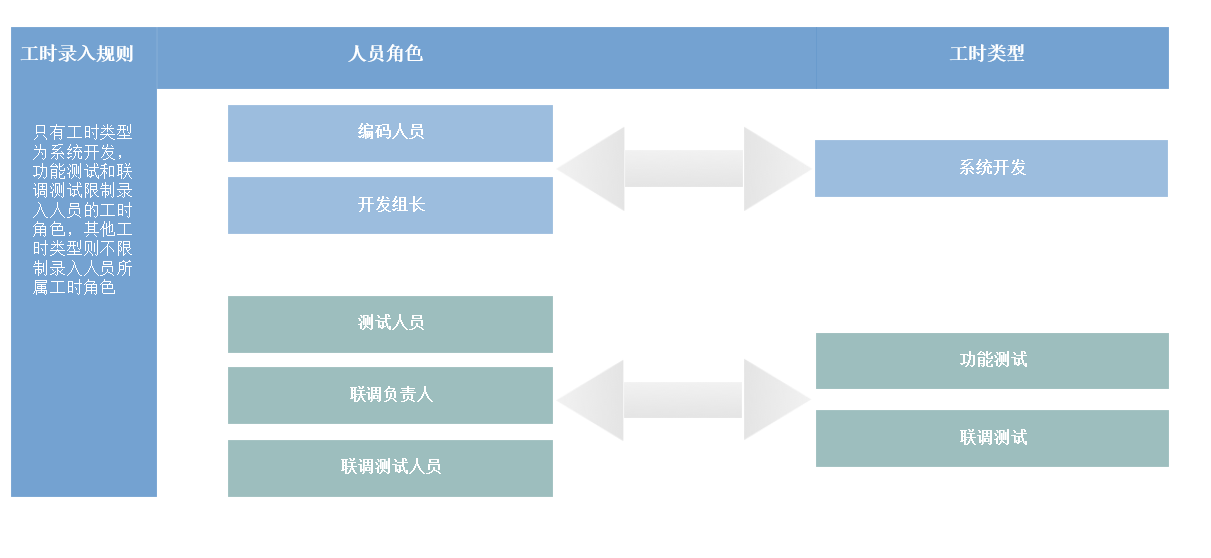 工时录入规则
人员角色
工时类型
只有工时类型
为系统开发，
功能测试和联
调测试限制录
入人员的工时
角色，其他工
时类型则不限
制录入人员所
属工时角色
编码人员
开发组长
系统开发
测试人员
联调负责人
联调测试人员
功能测试
联调测试